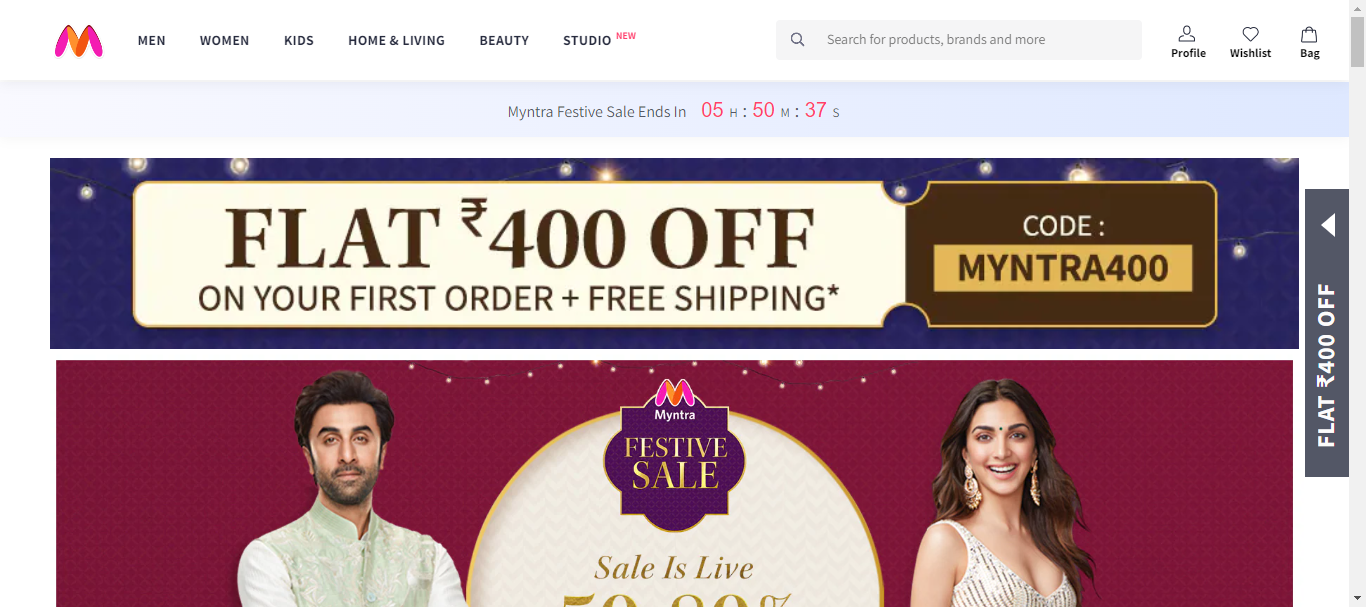 MEN WOMEN KIDS HOME & LIVING BEAUTY STUDIO NEW
Search for products, brands and more
Profile Wishlist Bag
Myntra Festive Sale Ends In 05 H : 50 M : 37 S
FLAT ₹400 OFF
ON YOUR FIRST ORDER + FREE SHIPPING*
CODE :
MYNTRA400
FLAT ₹400 OFF
Myntra
FESTIVE
SALE
Sale Is Live